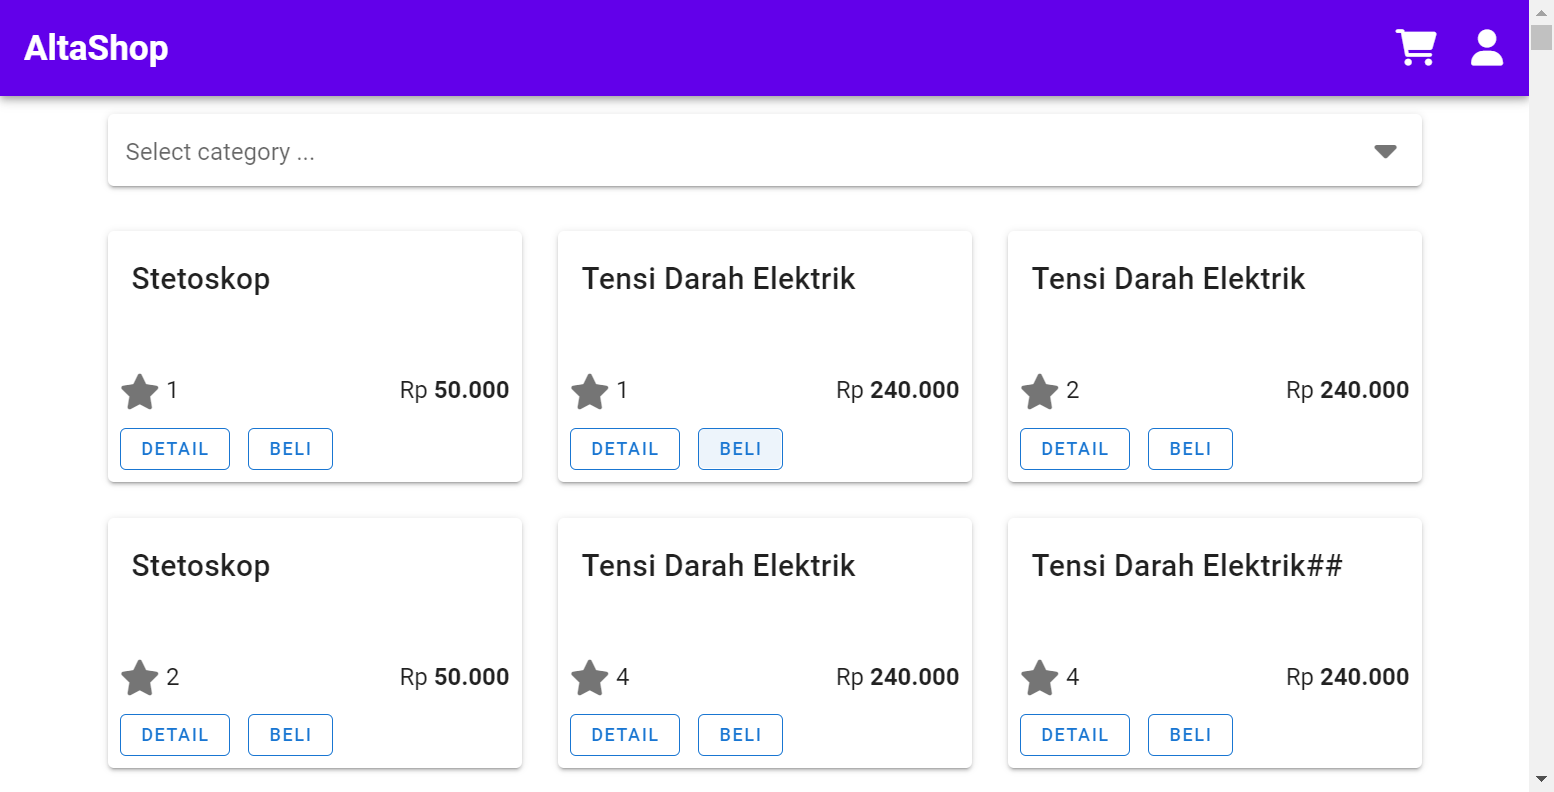 AltaShop
Select category ...
Stetoskop
1 Rp 50.000
DETAIL BELI
Tensi Darah Elektrik
1 Rp 240.000
DETAIL BELI
Tensi Darah Elektrik
2 Rp 240.000
DETAIL BELI
Stetoskop
2 Rp 50.000
DETAIL BELI
Tensi Darah Elektrik
4 Rp 240.000
DETAIL BELI
Tensi Darah Elektrik##
4 Rp 240.000
DETAIL BELI